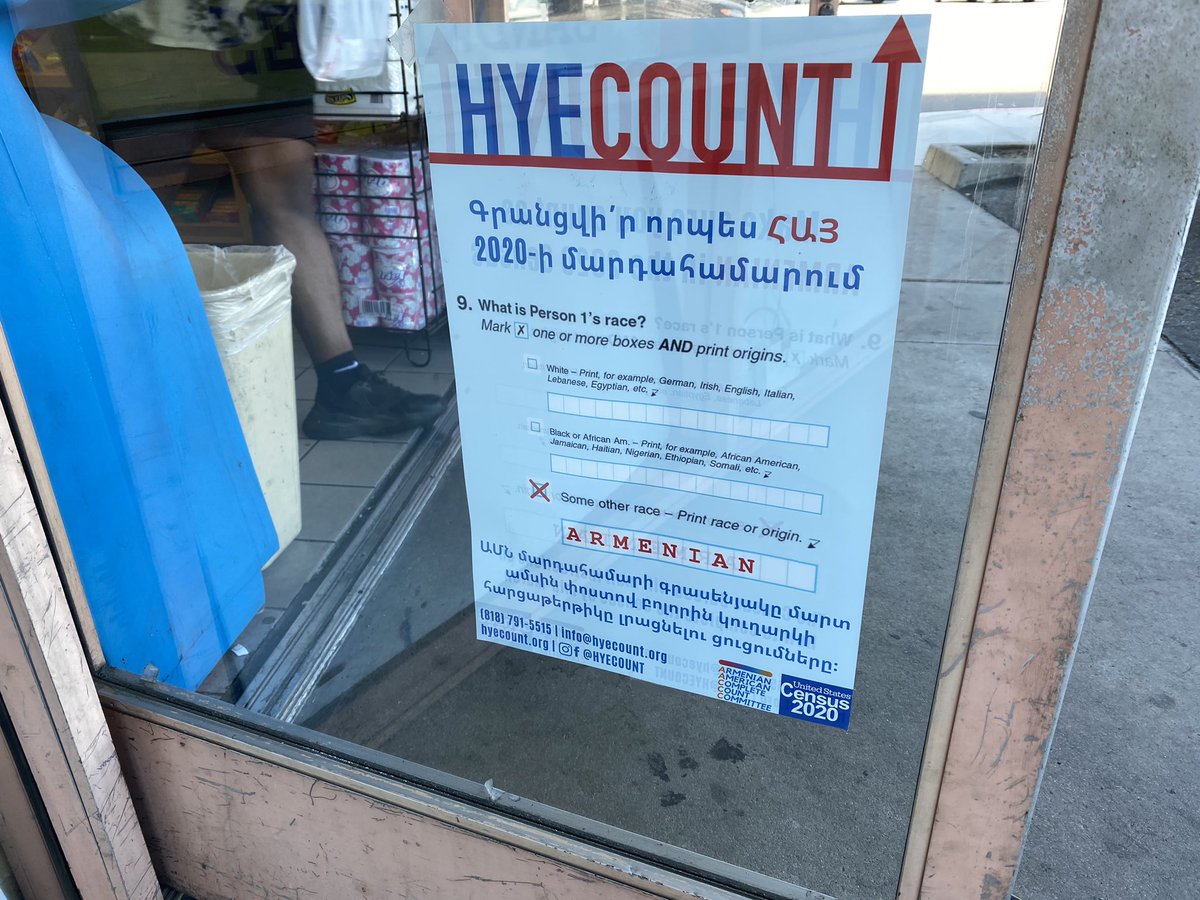 HYECOUNT
Գրանցվի՛ր որպես ՀԱՅ
2020-ի մարդահամարում
9. What is Person 1's race?
Mark X one or more boxes AND print origins.
White – Print, for example, German, Irish, English, Italian,
Lebanese, Egyptian, etc.
Black or African Am. – Print, for example, African American,
Jamaican, Haitian, Nigerian, Ethiopian, Somali, etc.
Some other race – Print race or origin.
ARMENIAN
ԱՄՆ մարդահամարի գրասենյակը մարտ
ամսին փոստով բոլորին կուղարկի
հարցաթերթիկը լրացնելու ցուցումները:
(818) 791-5515 | info@hyecount.org
hyecount.org | @HYECOUNT
ARMENIAN
AMERICAN
COMPLETE
COUNT
COMMITTEE
United States
Census
2020